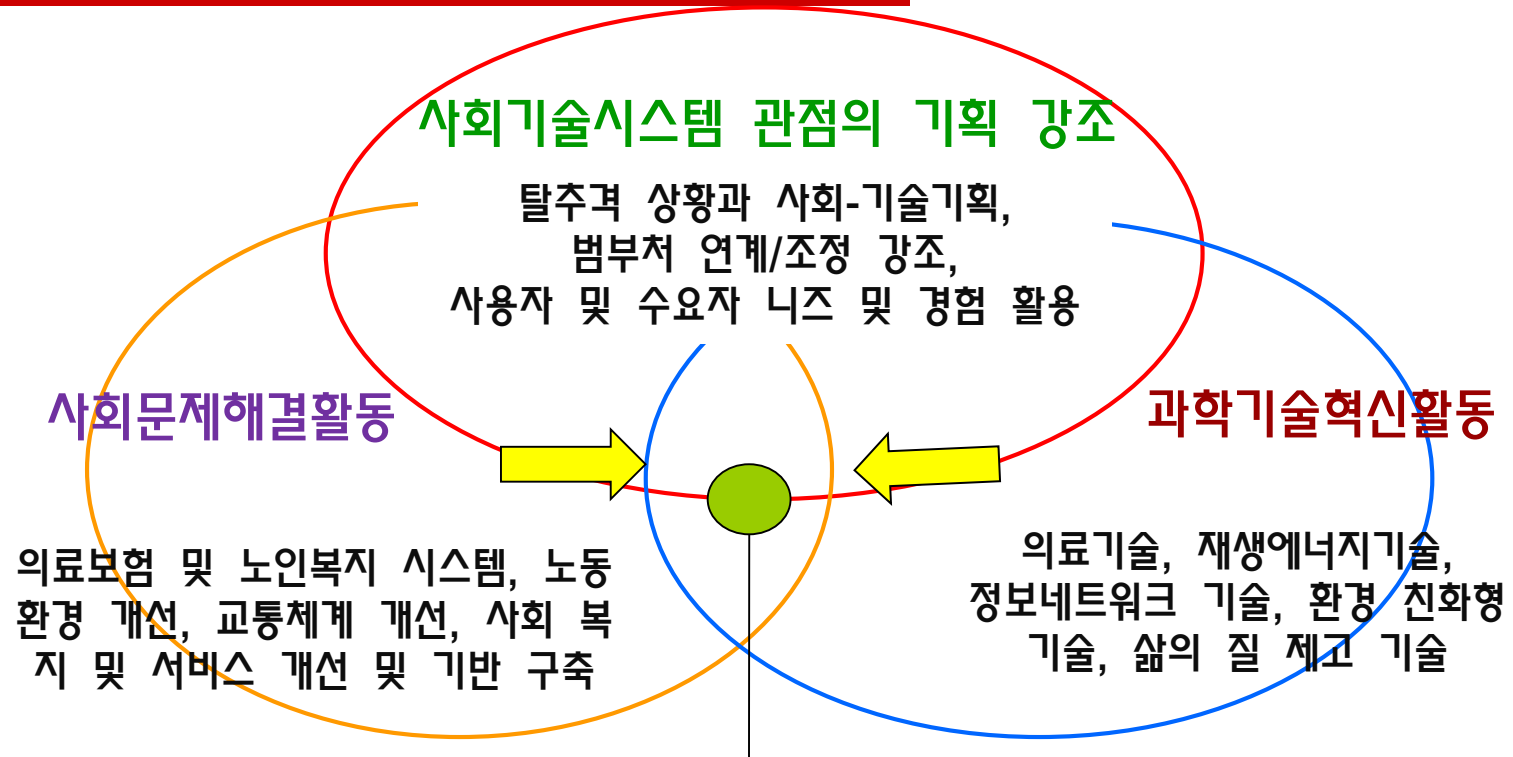 사회기술시스템 관점의 기획 강조
탈추격 상황과 사회-기술기획,
범부처 연계/조정 강조,
사용자 및 수요자 니즈 및 경험 활용
사회문제해결활동
과학기술혁신활동
의료보험 및 노인복지 시스템, 노동
환경 개선, 교통체계 개선, 사회 복
지 및 서비스 개선 및 기반 구축
의료기술, 재생에너지기술,
정보네트워크 기술, 환경 친화형
기술, 삶의 질 제고 기술